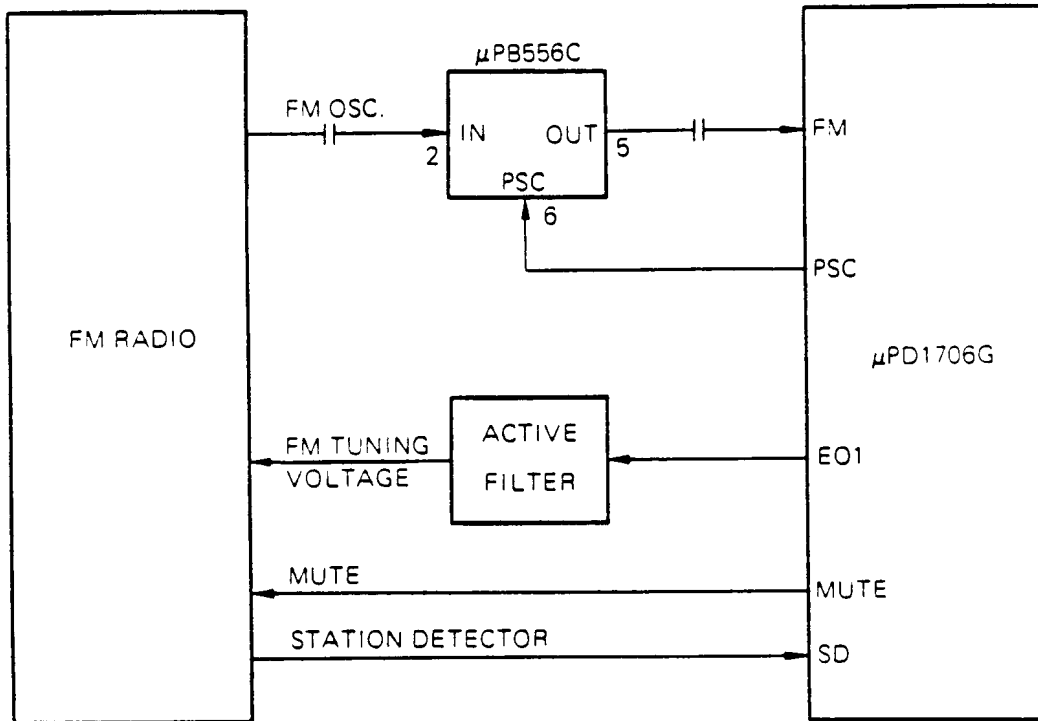 μPB556C
FM OSC.
IN
OUT
FM
2
5
PSC
6
PSC
FM RADIO
μPD1706G
ACTIVE
FILTER
FM TUNING
VOLTAGE
EO1
MUTE
MUTE
STATION DETECTOR
SD